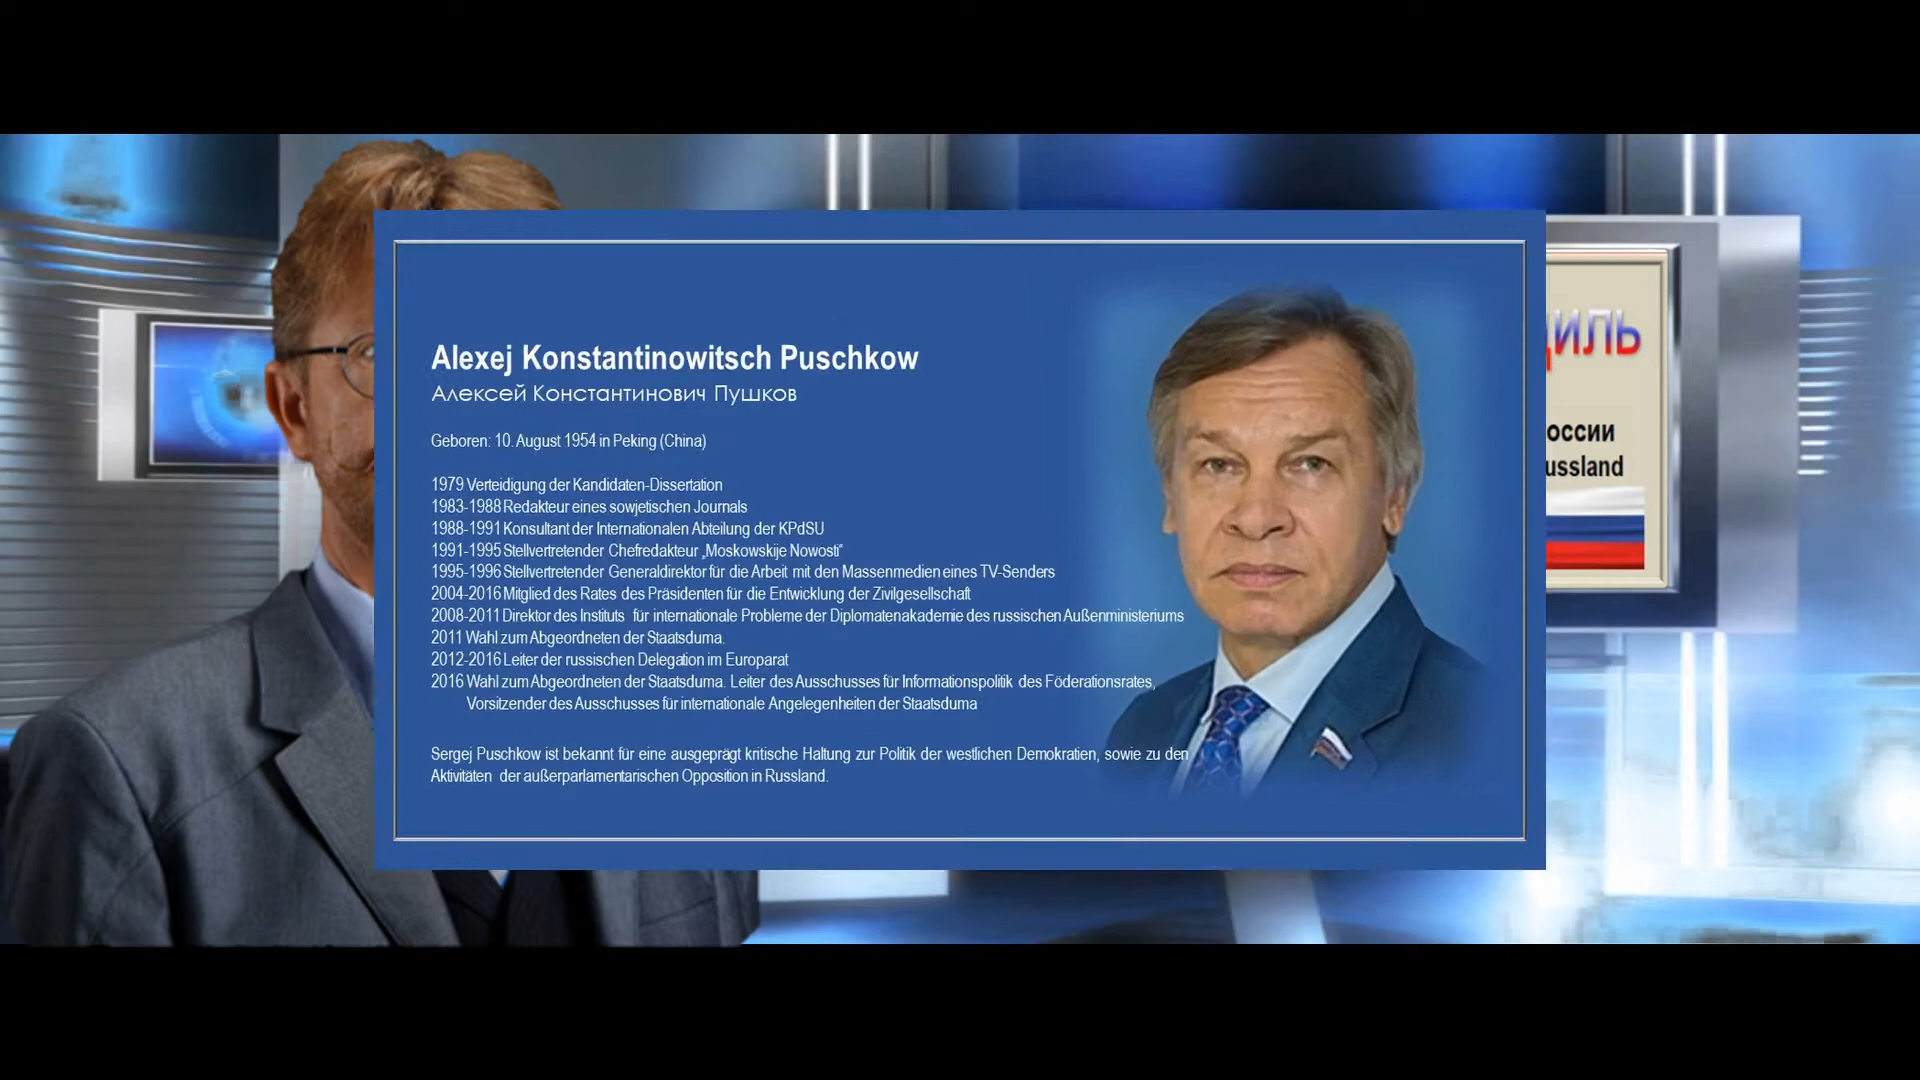 Alexej Konstantinowitsch Puschkow
Алексей Константинович Пушков
Geboren: 10. August 1954 in Peking (China)
1979 Verteidigung der Kandidaten-Dissertation
1983-1988 Redakteur eines sowjetischen Journals
1988-1991 Konsultant der Internationalen Abteilung der KPdSU
1991-1995 Stellvertretender Chefredakteur „Moskowskije Nowosti“
1995-1996 Stellvertretender Generaldirektor für die Arbeit mit den Massenmedien eines TV-Senders
2004-2016 Mitglied des Rates des Präsidenten für die Entwicklung der Zivilgesellschaft
2008-2011 Direktor des Instituts für internationale Probleme der Diplomatenakademie des russischen Außenministeriums
2011 Wahl zum Abgeordneten der Staatsduma.
2012-2016 Leiter der russischen Delegation im Europarat
2016 Wahl zum Abgeordneten der Staatsduma. Leiter des Ausschusses für Informationspolitik des Föderationsrates,
Vorsitzender des Ausschusses für internationale Angelegenheiten der Staatsduma
Sergej Puschkow ist bekannt für eine ausgeprägt kritische Haltung zur Politik der westlichen Demokratien, sowie zu den
Aktivitäten der außerparlamentarischen Opposition in Russland.
ДИЛЬ
оссии
ussland